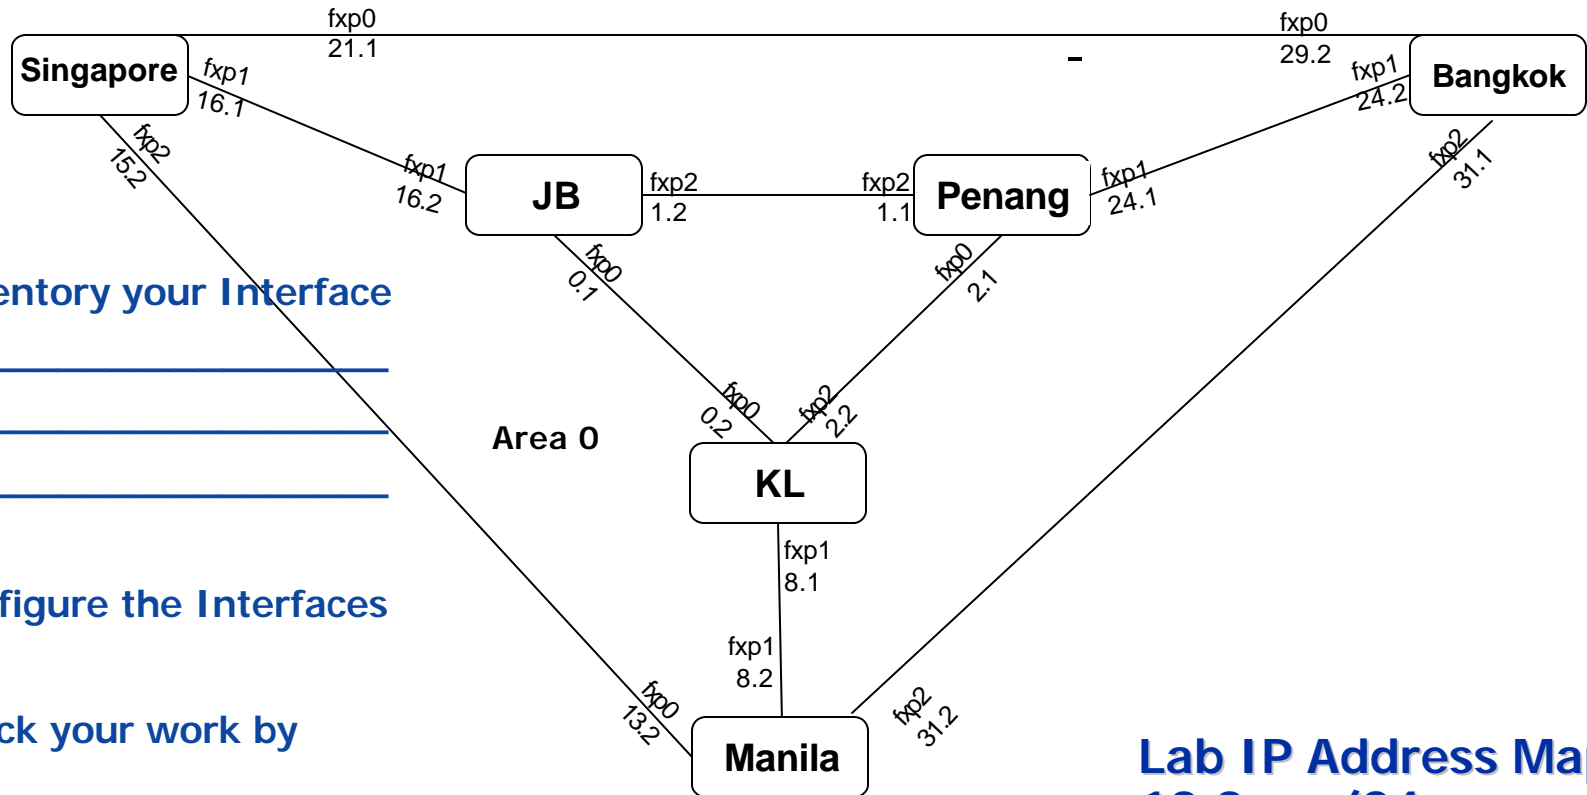 fxp0
fxp0
21.1
29.2
-
Singapore
fxp1
16.1
fxp1
24.2
Bangkok
fxp2
15.2
fxp1
16.2
JB
fxp2
1.2
fxp2
1.1
Penang
fxp1
24.1
fxp2
31.1
fxp0
0.1
fxp0
2.1
entory your Interface
fxp0
0.2
fxp2
2.2
Area 0
KL
fxp1
8.1
figure the Interfaces
fxp1
8.2
fxp0
13.2
fxp2
31.2
ck your work by
Manila
Lab IP Address Map